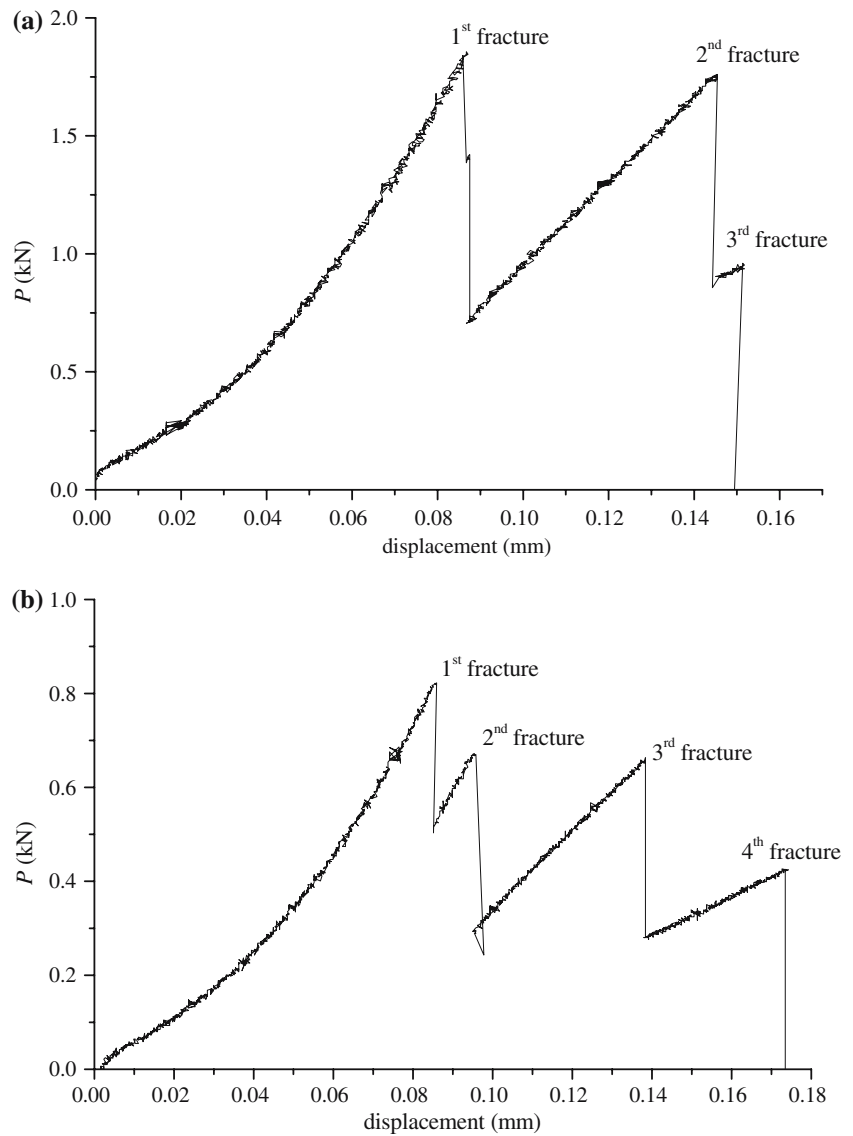 (a)
2.0
1.5
1.0
0.5
0.0
P (kN)
1st fracture
2nd fracture
3rd fracture
0.00 0.02 0.04 0.06 0.08 0.10 0.12 0.14 0.16
displacement (mm)
(b)
1.0
0.8
0.6
0.4
0.2
0.0
P (kN)
1st fracture
2nd fracture
3rd fracture
4th fracture
0.00 0.02 0.04 0.06 0.08 0.10 0.12 0.14 0.16 0.18
displacement (mm)